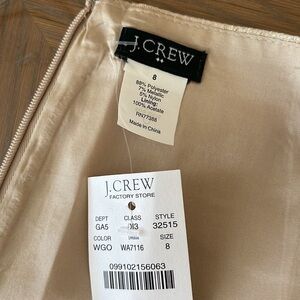 J.CREW
8
88% Polyester
7% Metallic
5% Nylon
Lining:
100% Acetate
RN77388
Made in China
J.CREW
FACTORY STORE
DEPT CLASS STYLE
GA5 32515
COLOR SIZE
WGO WA7116 8
099102156063